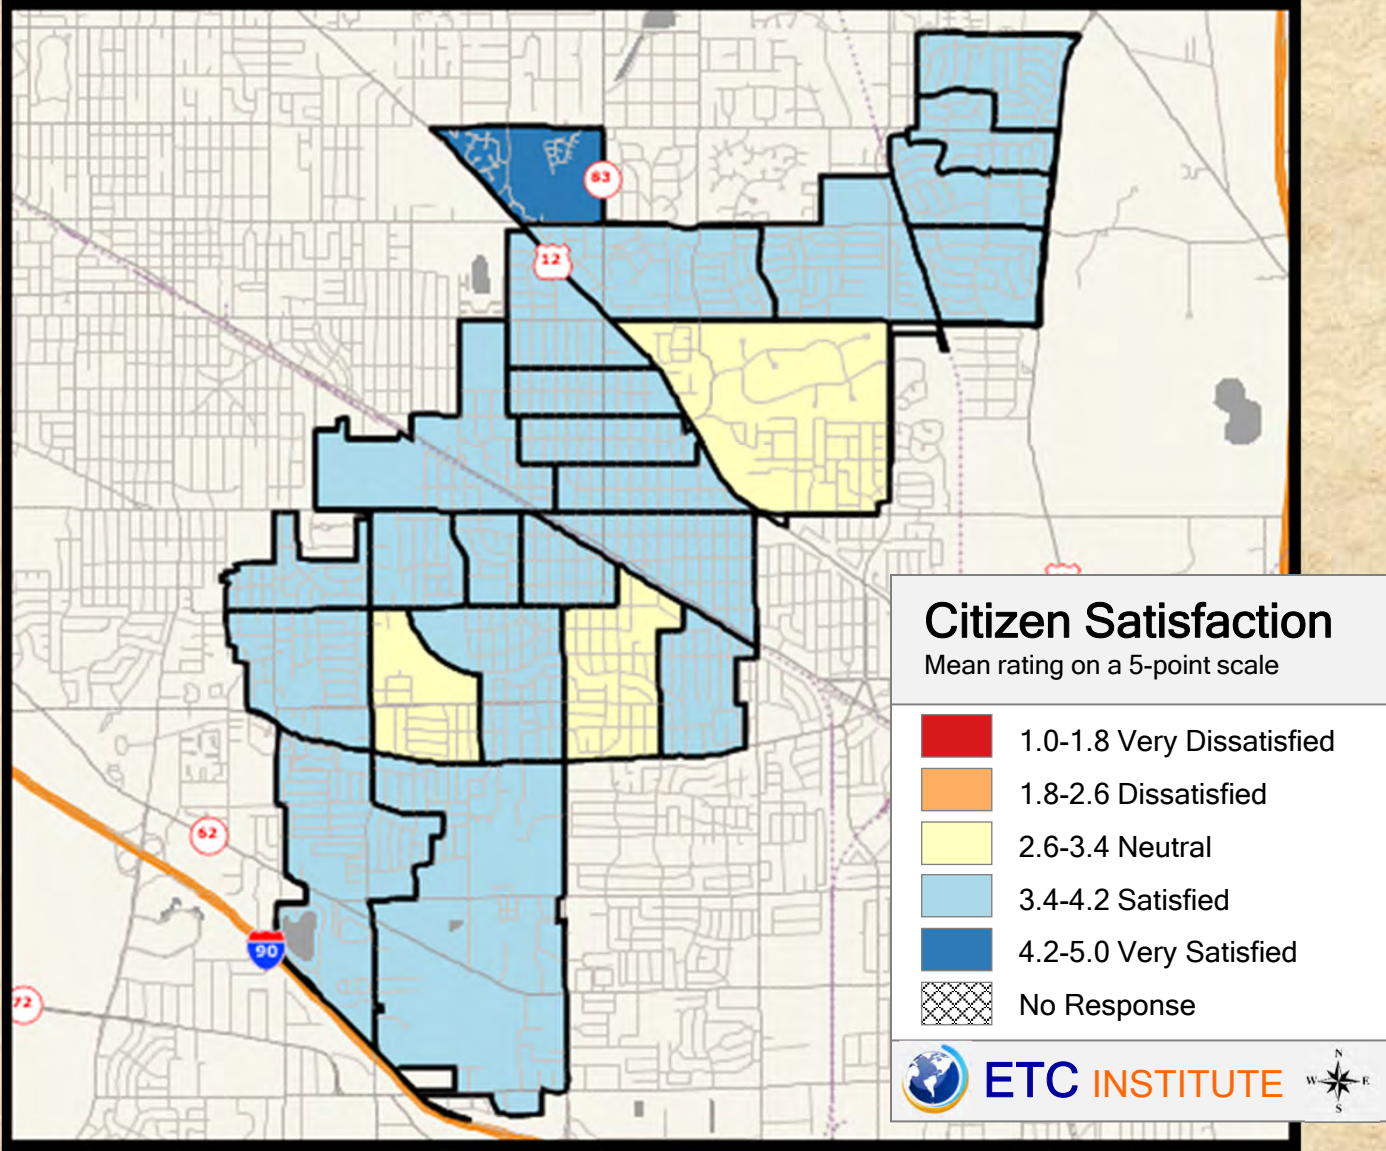 83
12
62
90
72
Citizen Satisfaction
Mean rating on a 5-point scale
1.0-1.8 Very Dissatisfied
1.8-2.6 Dissatisfied
2.6-3.4 Neutral
3.4-4.2 Satisfied
4.2-5.0 Very Satisfied
No Response
ETC INSTITUTE
N
W E
S